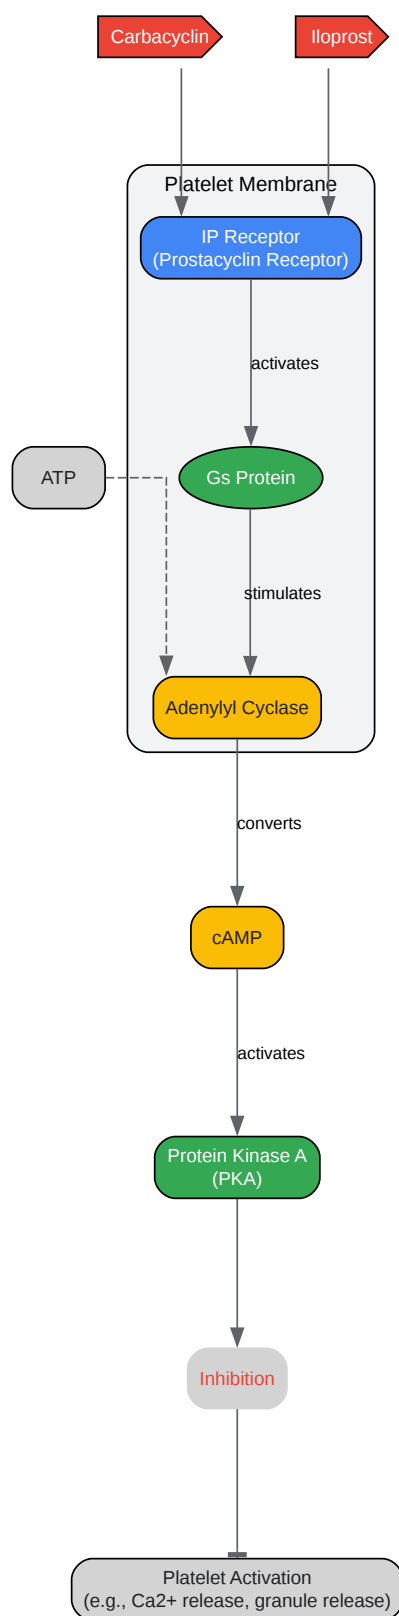 Carbacyclin
Iloprost
Platelet Membrane
IP Receptor
(Prostacyclin Receptor)
activates
ATP
Gs Protein
stimulates
Adenylyl Cyclase
converts
cAMP
activates
Protein Kinase A
(PKA)
Inhibition
Platelet Activation
(e.g., Ca2+ release, granule release)